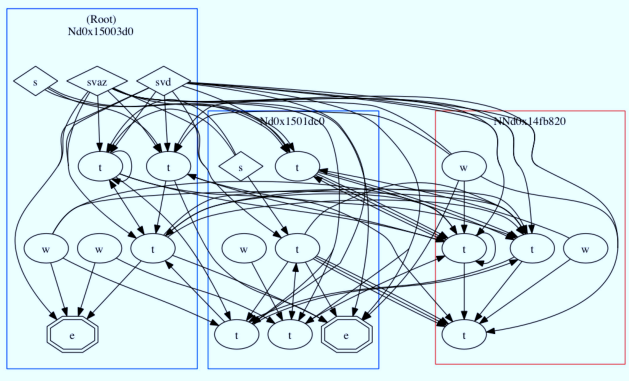 (Root)
Nd0x15003d0
s
svaz
svd
Nd0x1501dc0
NNd0x14fb820
t
t
s
t
w
w
w
t
w
t
t
t
w
e
t
t
e
t